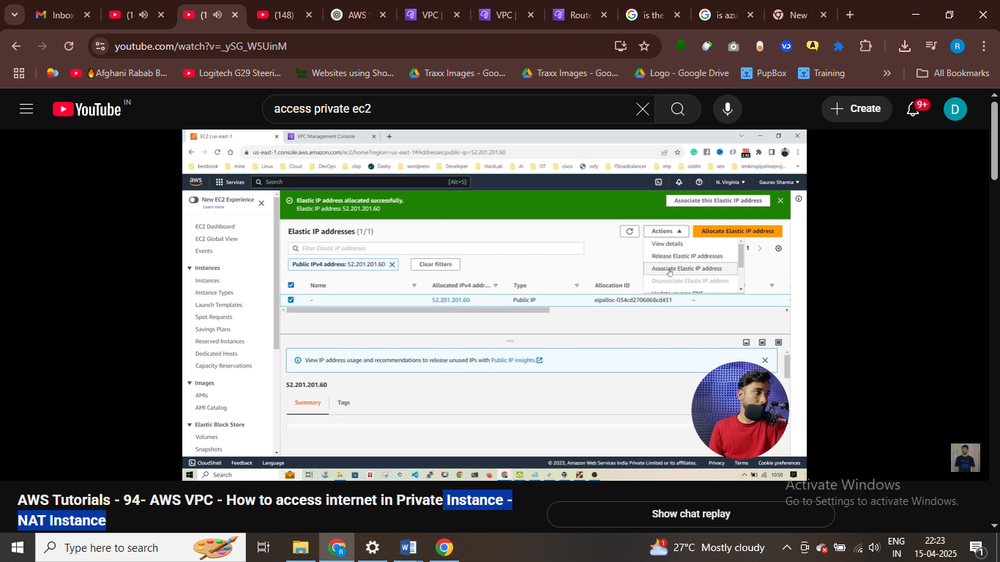 Inbox
(1
(1
(148)
AWS
VPC |
VPC |
Route
is the
is azu
New
youtube.com/watch?v=_ySG_W5UinM
🔥Afghani Rabab B...
Logitech G29 Steeri...
Websites using Sho...
Traxx Images - Goo...
Traxx Images - Goo...
Logo - Google Drive
PupBox
Training
All Bookmarks
YouTube IN
access private ec2
Create
9+
D
EC2 | us-east-1
VPC Management Console
us-east-1.console.aws.amazon.com/ec2/home?region=us-east-1#Addresses:public-ip=52.201.201.60
bestbook
mine
Linux
Cloud
DevOps
cliqr
Dashy
wordpress
Developer
HackLab
AI
OT
cisco
osfy
f5loadbalancer
imp
siddhi
seo
Jenkinspipelineproj...
aws
Services
Search
[Alt+S]
N. Virginia
Gaurav Sharma
New EC2 Experience
Learn more
Elastic IP address allocated successfully.
Elastic IP address 52.201.201.60
Associate this Elastic IP address
EC2 Dashboard
EC2 Global View
Events
Instances
Instances
Instance Types
Launch Templates
Spot Requests
Savings Plans
Reserved Instances
Dedicated Hosts
Capacity Reservations
Images
AMIs
AMI Catalog
Elastic Block Store
Volumes
Snapshots
Elastic IP addresses (1/1)
Actions
Allocate Elastic IP address
Filter Elastic IP addresses
View details
Release Elastic IP addresses
Associate Elastic IP address
Disassociate Elastic IP address
1
Public IPv4 address: 52.201.201.60
Clear filters
Name
Allocated IPv4 addr...
Type
Allocation ID
–
52.201.201.60
Public IP
eipalloc-034cd2706868cd431
–
View IP address usage and recommendations to release unused IPs with Public IP insights.
52.201.201.60
Summary
Tags
CloudShell
Feedback
Language
© 2023, Amazon Web Services India Private Limited or its affiliates.
Privacy
Terms
Cookie preferences
Search
10:50
AWS Tutorials - 94- AWS VPC - How to access internet in Private Instance -
NAT Instance
Show chat replay
Activate Windows
Go to Settings to activate Windows.
Type here to search
27°C Mostly cloudy
ENG
IN
22:23
15-04-2025